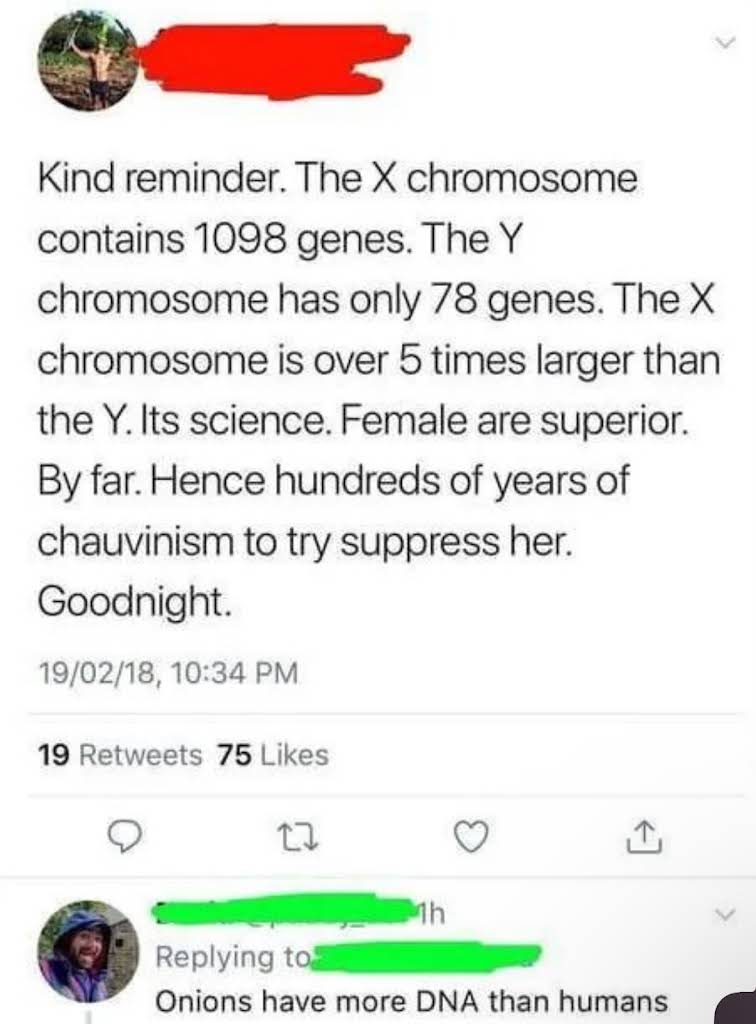 Kind reminder. The X chromosome
contains 1098 genes. The Y
chromosome has only 78 genes. The X
chromosome is over 5 times larger than
the Y. Its science. Female are superior.
By far. Hence hundreds of years of
chauvinism to try suppress her.
Goodnight.
19/02/18, 10:34 PM
19 Retweets 75 Likes
1h
Replying to
Onions have more DNA than humans